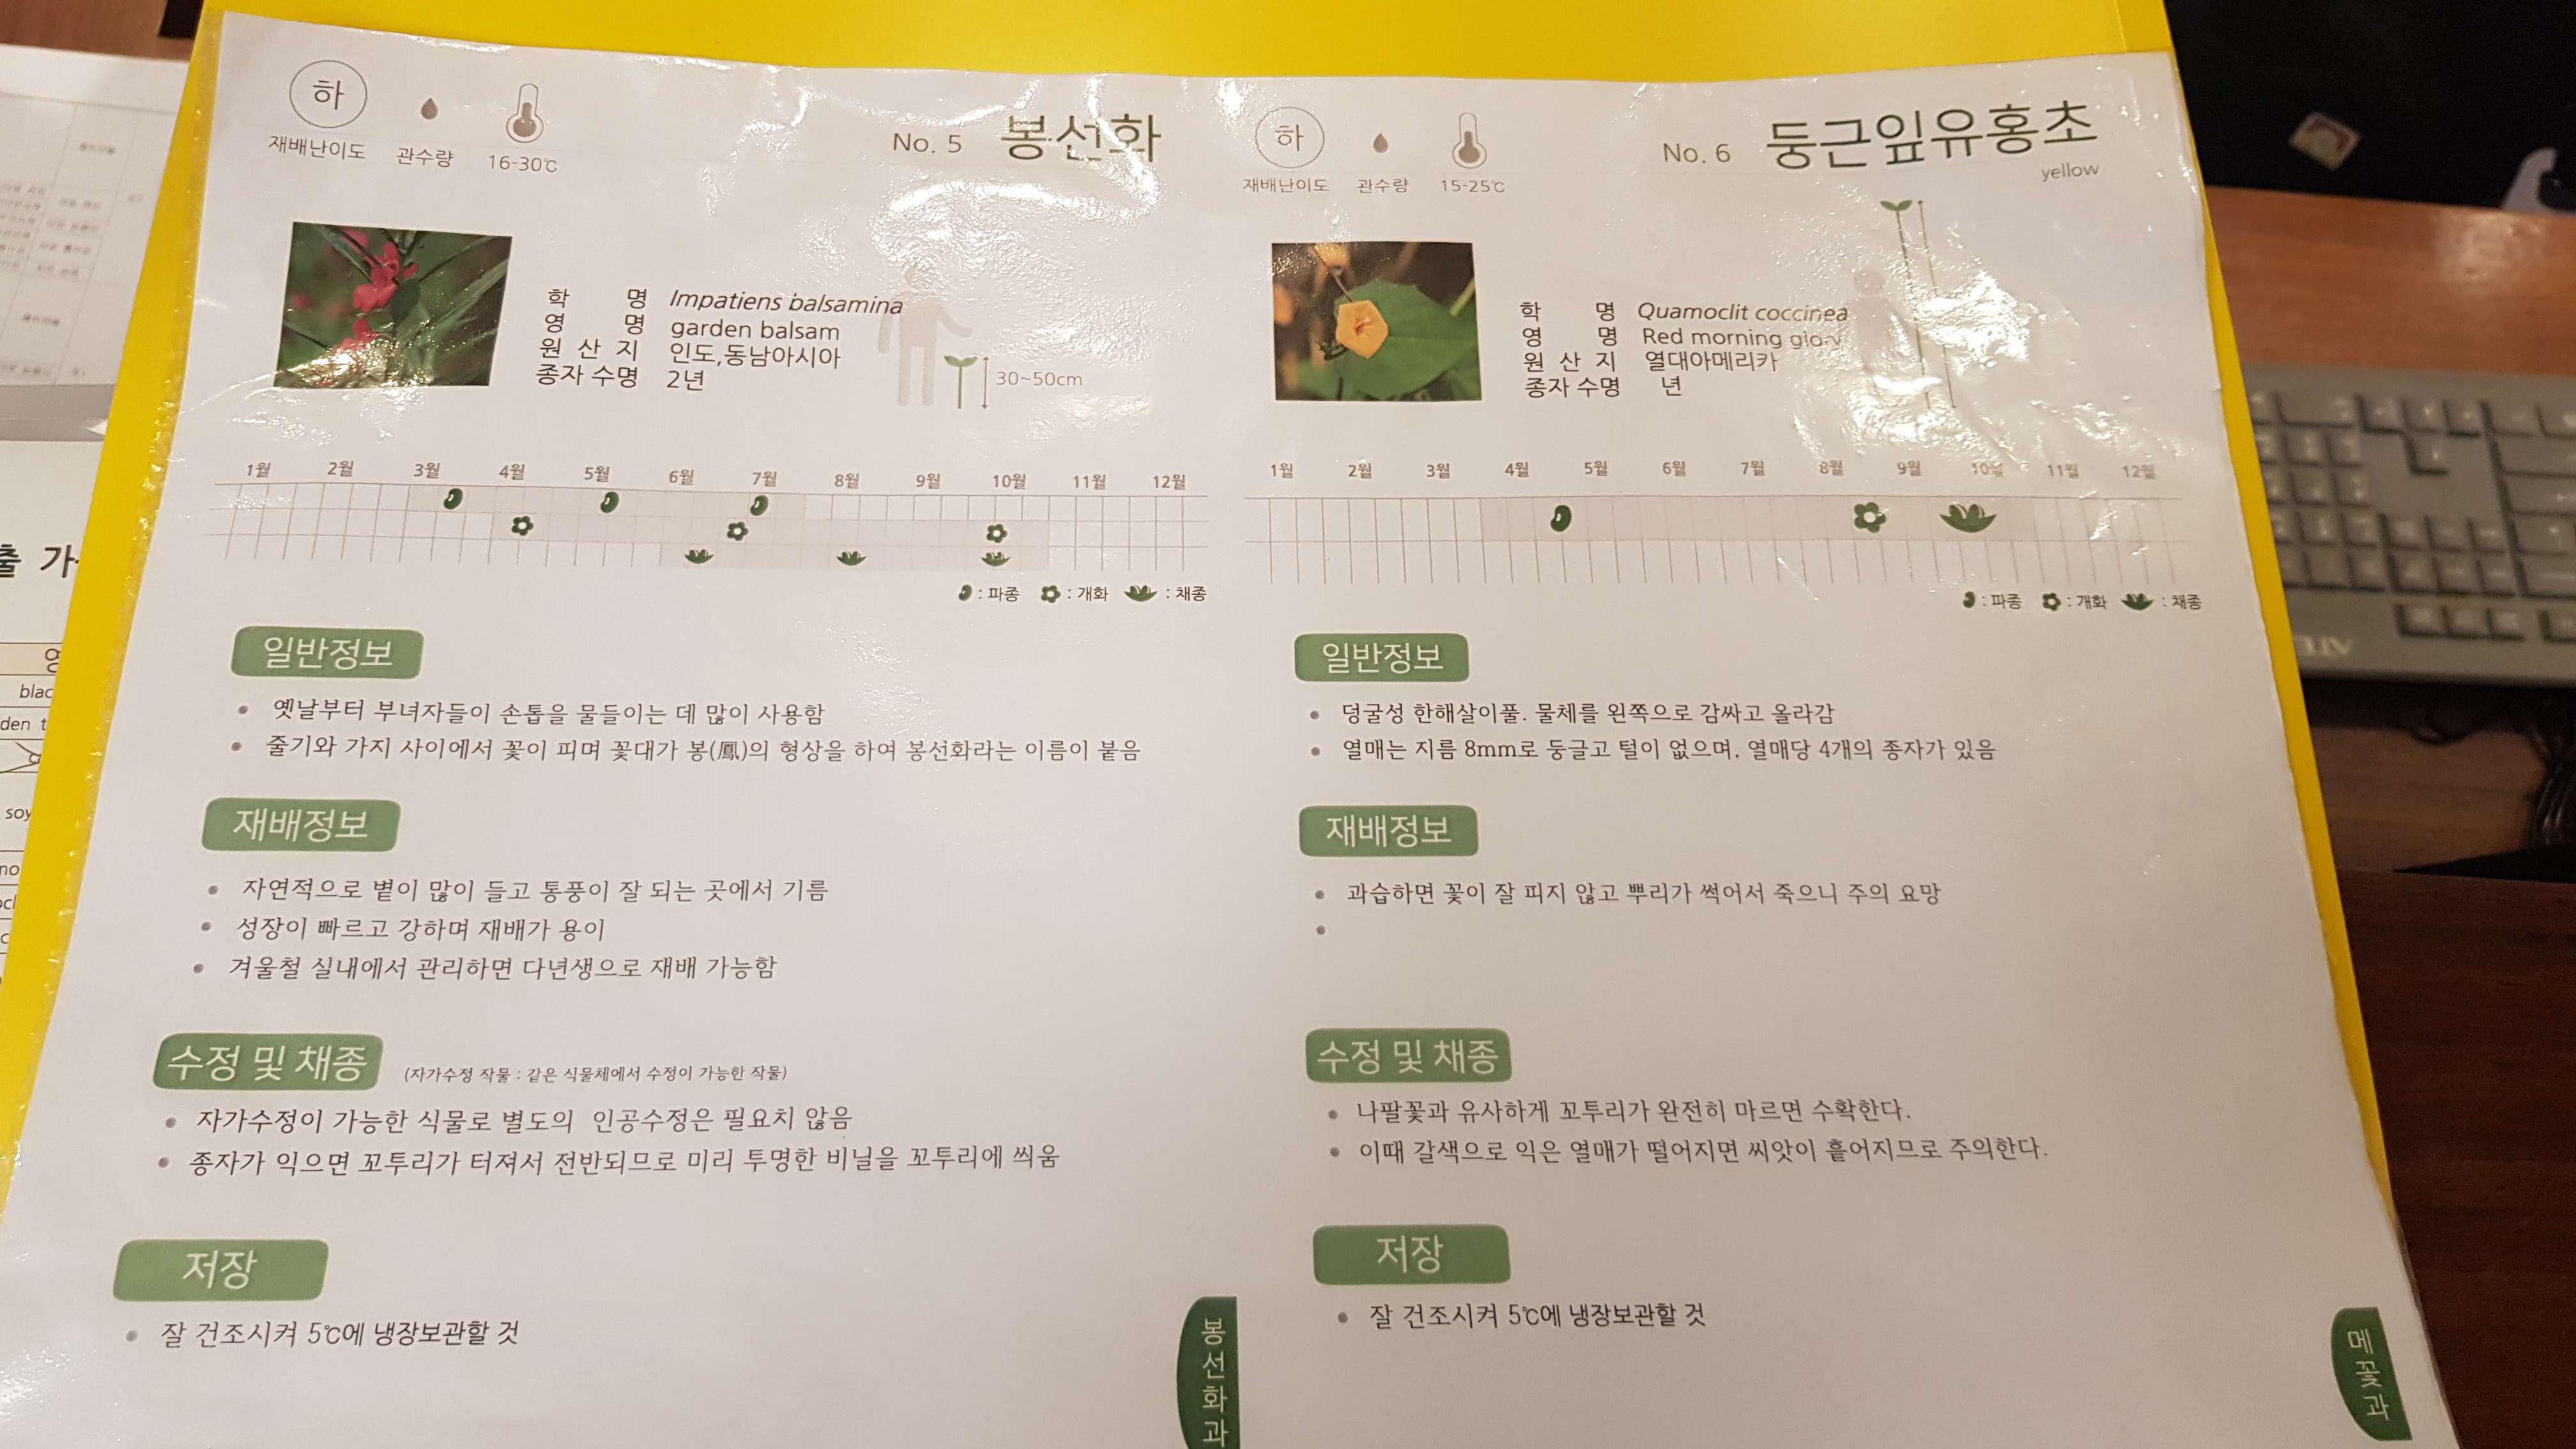 하
재배난이도
관수량
16-30℃
No. 5 봉선화
학 명 Impatiens balsamina
영 명 garden balsam
원 산 지 인도,동남아시아
종자 수명 2년
30~50cm
1월 2월 3월 4월 5월 6월 7월 8월 9월 10월 11월 12월
: 파종 : 개화 : 채종
일반정보
• 옛날부터 부녀자들이 손톱을 물들이는 데 많이 사용함
• 줄기와 가지 사이에서 꽃이 피며 꽃대가 봉(鳳)의 형상을 하여 봉선화라는 이름이 붙음
재배정보
• 자연적으로 볕이 많이 들고 통풍이 잘 되는 곳에서 기름
• 성장이 빠르고 강하며 재배가 용이
• 겨울철 실내에서 관리하면 다년생으로 재배 가능함
수정 및 채종 (자가수정 작물 : 같은 식물체에서 수정이 가능한 작물)
• 자가수정이 가능한 식물로 별도의 인공수정은 필요치 않음
• 종자가 익으면 꼬투리가 터져서 전반되므로 미리 투명한 비닐을 꼬투리에 씌움
저장
• 잘 건조시켜 5℃에 냉장보관할 것
봉선화과
하
재배난이도
관수량
15-25℃
No. 6 둥근잎유홍초
yellow
학 명 Quamoclit coccinea
영 명 Red morning glory
원 산 지 열대아메리카
종자 수명 년
1월 2월 3월 4월 5월 6월 7월 8월 9월 10월 11월 12월
: 파종 : 개화 : 채종
일반정보
• 덩굴성 한해살이풀. 물체를 왼쪽으로 감싸고 올라감
• 열매는 지름 8mm로 둥글고 털이 없으며, 열매당 4개의 종자가 있음
재배정보
• 과습하면 꽃이 잘 피지 않고 뿌리가 썩어서 죽으니 주의 요망
•
수정 및 채종
• 나팔꽃과 유사하게 꼬투리가 완전히 마르면 수확한다.
• 이때 갈색으로 익은 열매가 떨어지면 씨앗이 흩어지므로 주의한다.
저장
• 잘 건조시켜 5℃에 냉장보관할 것
메꽃과